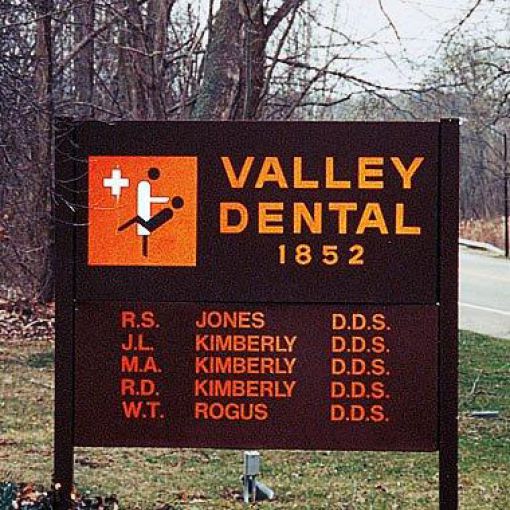 VALLEY
DENTAL
1852
R.S. JONES D.D.S.
J.L. KIMBERLY D.D.S.
M.A. KIMBERLY D.D.S.
R.D. KIMBERLY D.D.S.
W.T. ROGUS D.D.S.